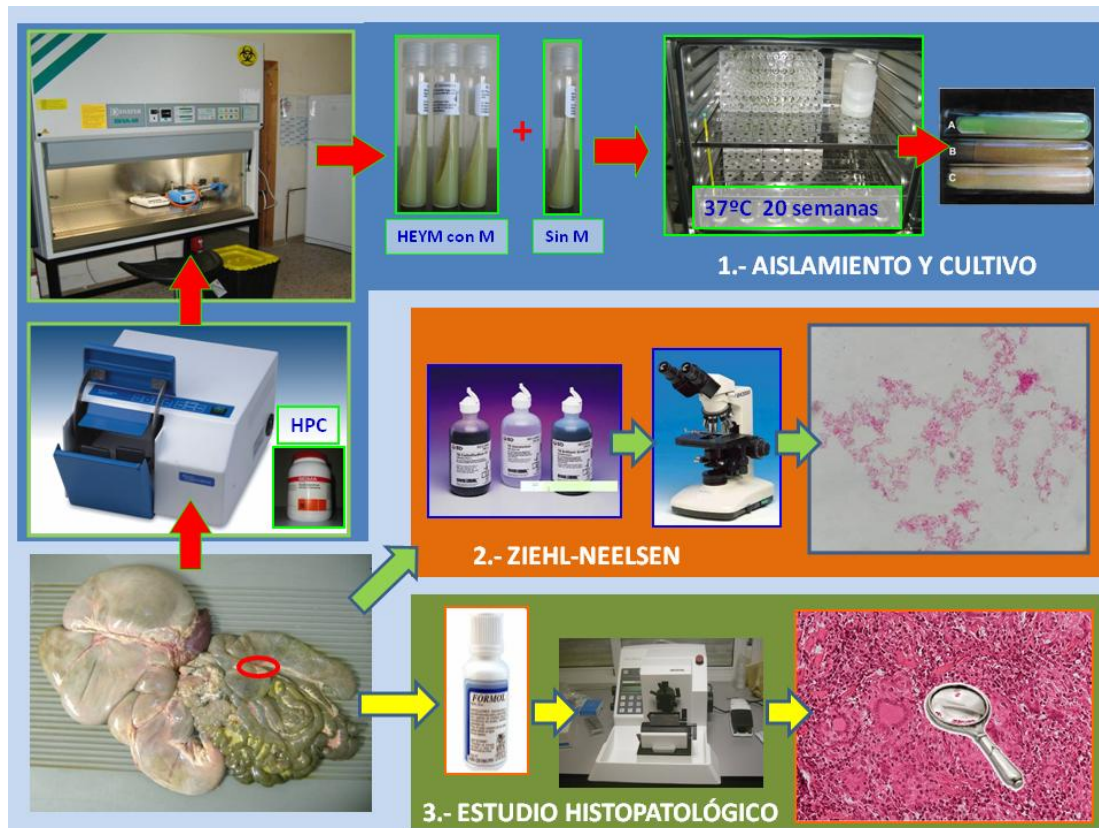 HEYM con M
+
Sin M
37ºC 20 semanas
A
B
C
1.- AISLAMIENTO Y CULTIVO
HPC
2.- ZIEHL-NEELSEN
FORMOL
3.- ESTUDIO HISTOPATOLÓGICO